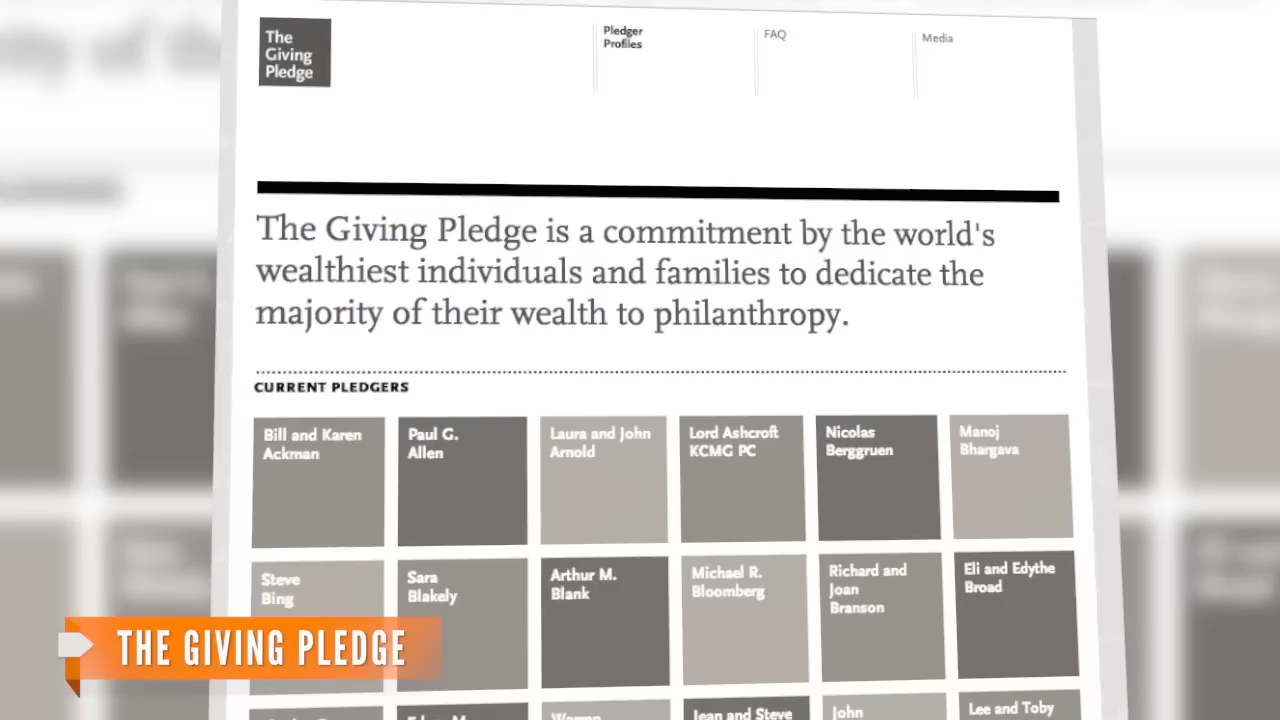 The
Giving
Pledge
Pledger
Profiles
FAQ
Media
The Giving Pledge is a commitment by the world's
wealthiest individuals and families to dedicate the
majority of their wealth to philanthropy.
CURRENT PLEDGERS
Bill and Karen
Ackman
Paul G.
Allen
Laura and John
Arnold
Lord Ashcroft
KCMG PC
Nicolas
Berggruen
Manoj
Bhargava
Steve
Bing
Sara
Blakely
Arthur M.
Blank
Michael R.
Bloomberg
Richard and
Joan
Branson
Eli and Edythe
Broad
Jean and Steve
John
Lee and Toby
THE GIVING PLEDGE